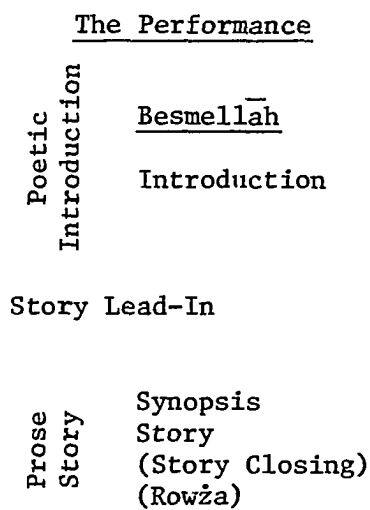 The Performance
Poetic
Introduction
Besmellāh
Introduction
Story Lead-In
Prose
Story
Synopsis
Story
(Story Closing)
(Rowża)